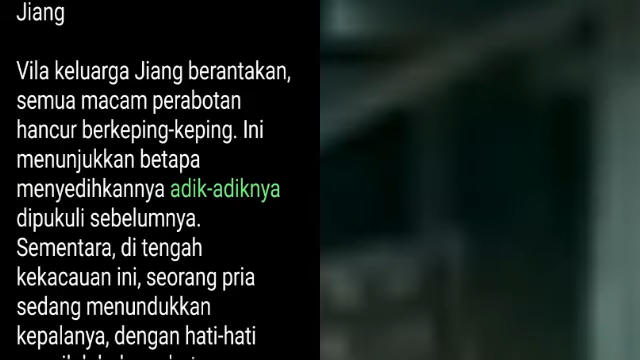 Jiang
Vila keluarga Jiang berantakan,
semua macam perabotan
hancur berkeping-keping. Ini
menunjukkan betapa
menyedihkannya adik-adiknya
dipukuli sebelumnya.
Sementara, di tengah
kekacauan ini, seorang pria
sedang menundukkan
kepalanya, dengan hati-hati